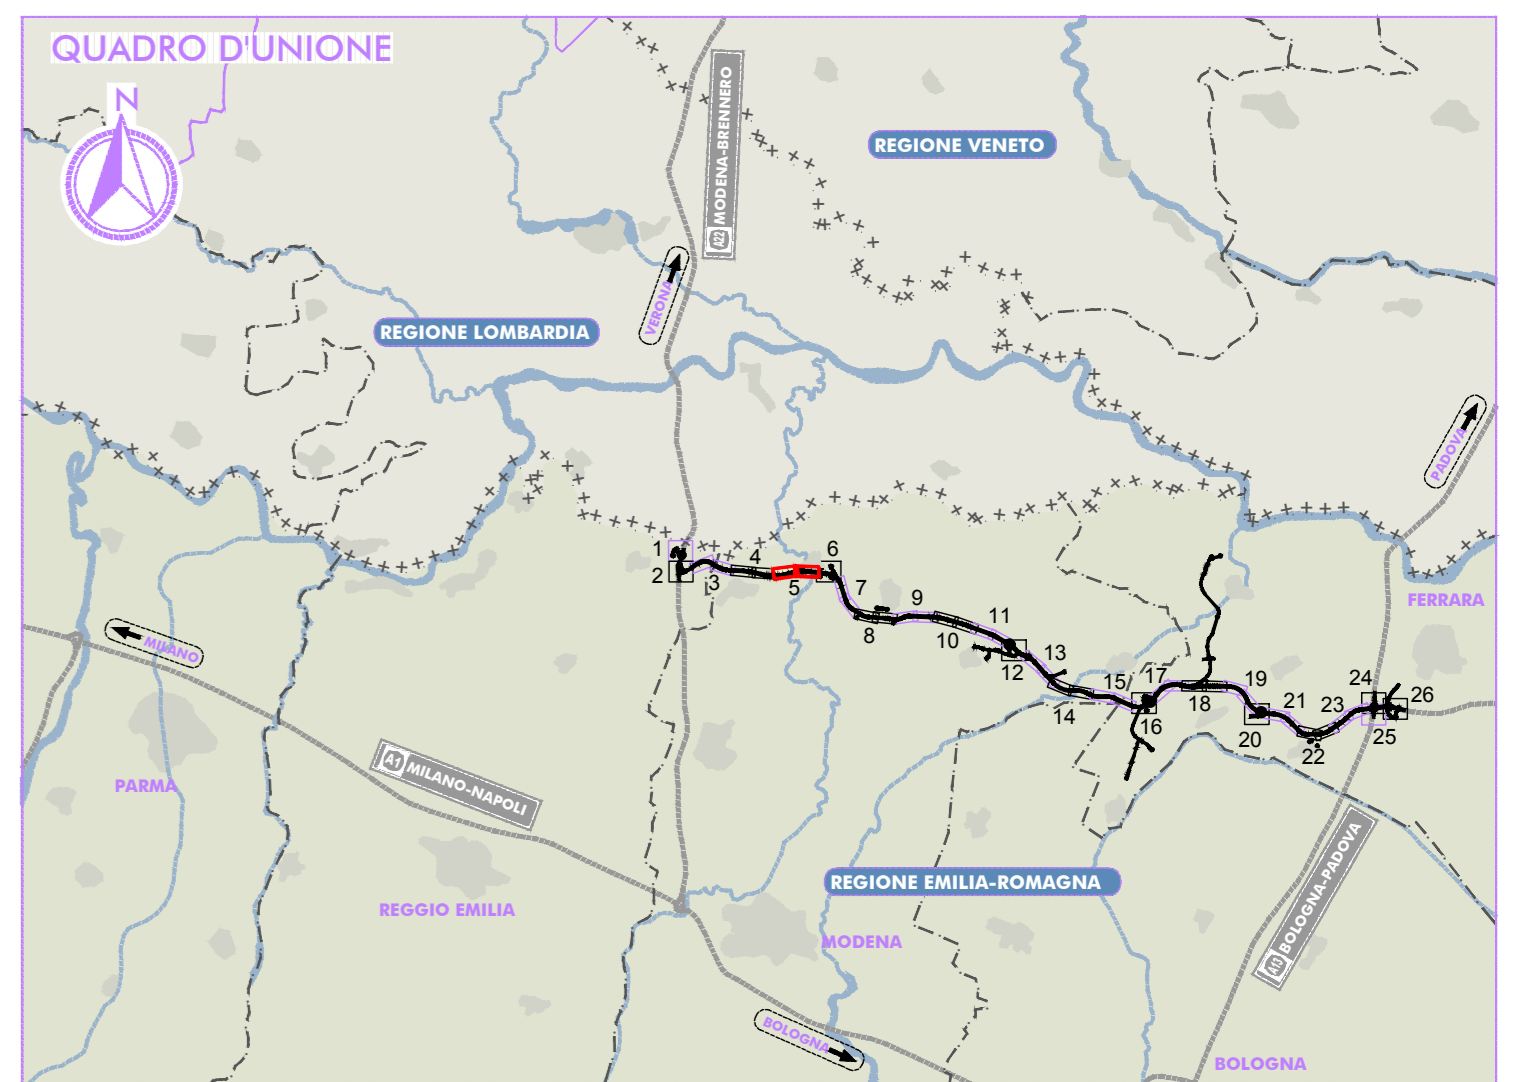 QUADRO D'UNIONE
N
A22 MODENA-BRENNERO
REGIONE VENETO
VERONA
REGIONE LOMBARDIA
PADOVA
1
2
3
4
5
6
7
8
9
10
11
12
13
14
15
16
17
18
19
20
21
22
23
24
25
26
FERRARA
MILANO
A1 MILANO-NAPOLI
PARMA
REGGIO EMILIA
REGIONE EMILIA-ROMAGNA
MODENA
A13 BOLOGNA-PADOVA
BOLOGNA
BOLOGNA